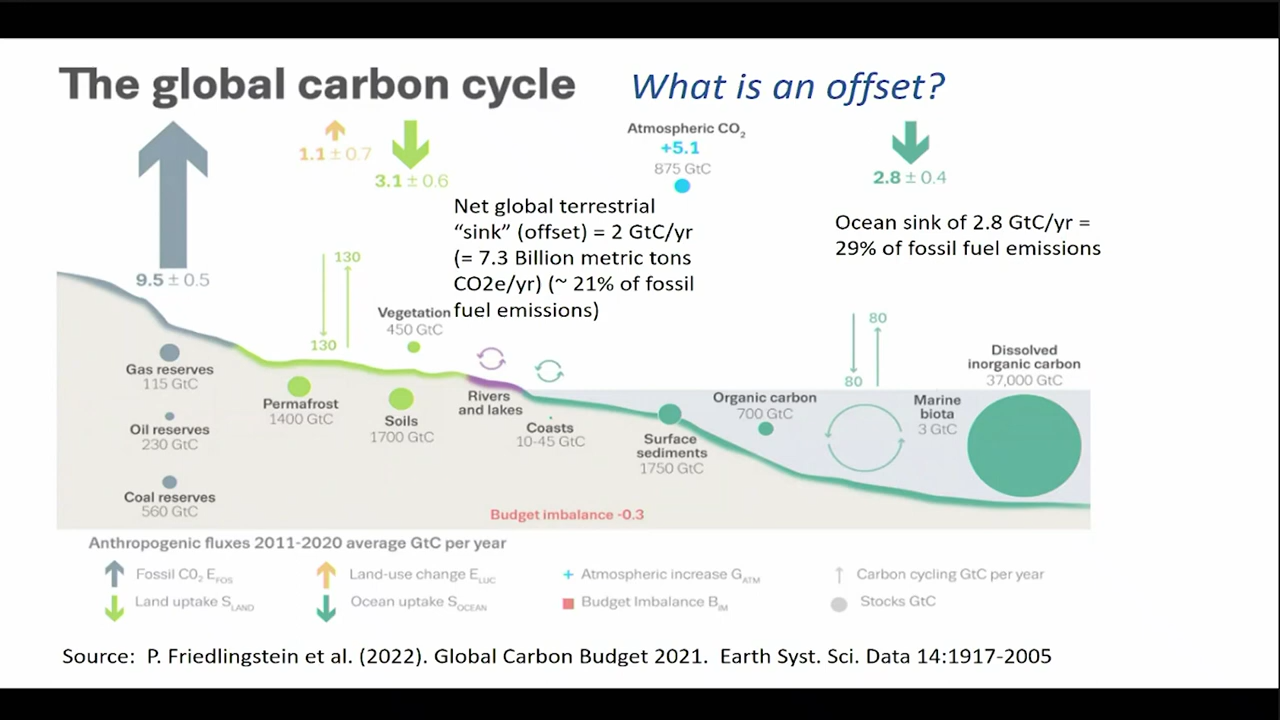 The global carbon cycle What is an offset?
1.1 ± 0.7
3.1 ± 0.6
Atmospheric CO2
+5.1
875 GtC
2.8 ± 0.4
Net global terrestrial
“sink” (offset) = 2 GtC/yr
(= 7.3 Billion metric tons
CO2e/yr) (~ 21% of fossil
fuel emissions)
Ocean sink of 2.8 GtC/yr =
29% of fossil fuel emissions
9.5 ± 0.5
130
130
Vegetation
450 GtC
80
80
Gas reserves
115 GtC
Oil reserves
230 GtC
Coal reserves
560 GtC
Permafrost
1400 GtC
Soils
1700 GtC
Rivers
and lakes
Coasts
10-45 GtC
Surface
sediments
1750 GtC
Organic carbon
700 GtC
Marine
biota
3 GtC
Dissolved
inorganic carbon
37,000 GtC
Budget imbalance -0.3
Anthropogenic fluxes 2011-2020 average GtC per year
Fossil C02 EFOS
Land-use change ELUC
+ Atmospheric increase GATM
Carbon cycling GtC per year
Land uptake SLAND
Ocean uptake SOCEAN
Budget Imbalance BIM
Stocks GtC
Source: P. Friedlingstein et al. (2022). Global Carbon Budget 2021. Earth Syst. Sci. Data 14:1917-2005